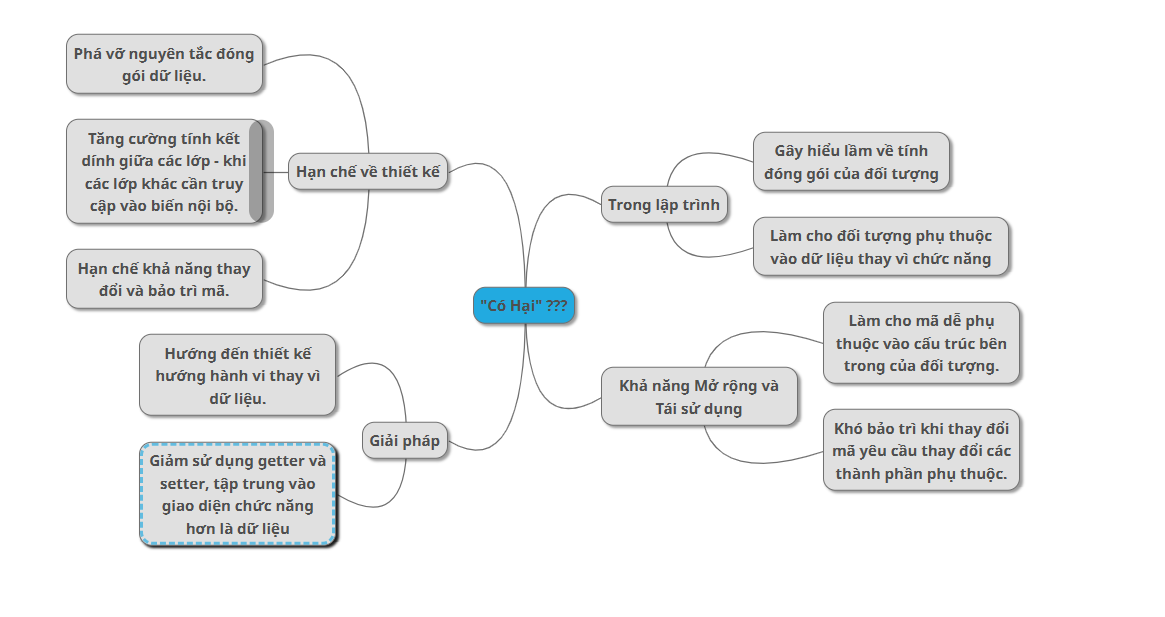 Phá vỡ nguyên tắc đóng
gói dữ liệu.
Tăng cường tính kết
dính giữa các lớp - khi
các lớp khác cần truy
cập vào biến nội bộ.
Hạn chế khả năng thay
đổi và bảo trì mã.
Hạn chế về thiết kế
Hướng đến thiết kế
hướng hành vi thay vì
dữ liệu.
Giảm sử dụng getter và
setter, tập trung vào
giao diện chức năng
hơn là dữ liệu
Giải pháp
"Có Hại" ???
Trong lập trình
Gây hiểu lầm về tính
đóng gói của đối tượng
Làm cho đối tượng phụ thuộc
vào dữ liệu thay vì chức năng
Khả năng Mở rộng và
Tái sử dụng
Làm cho mã dễ phụ
thuộc vào cấu trúc bên
trong của đối tượng.
Khó bảo trì khi thay đổi
mã yêu cầu thay đổi các
thành phần phụ thuộc.